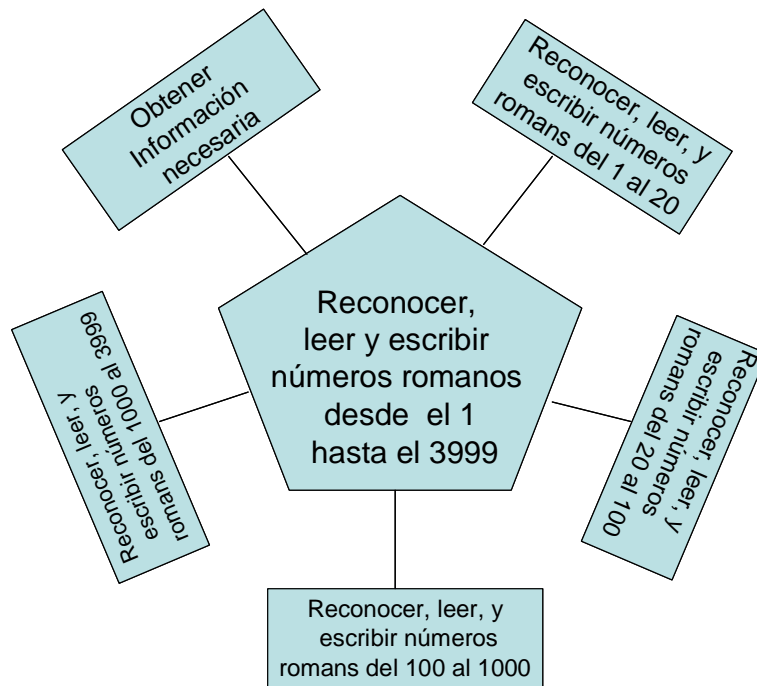 Obtener
Información
necesaria
Reconocer, leer, y
escribir números
romans del 1 al 20
Reconocer,
leer y escribir
números romanos
desde el 1
hasta el 3999
Reconocer, leer, y
escribir números
romans del 20 al 100
Reconocer, leer, y
escribir números
romans del 100 al 1000
Reconocer, leer, y
escribir números
romans del 1000 al 3999